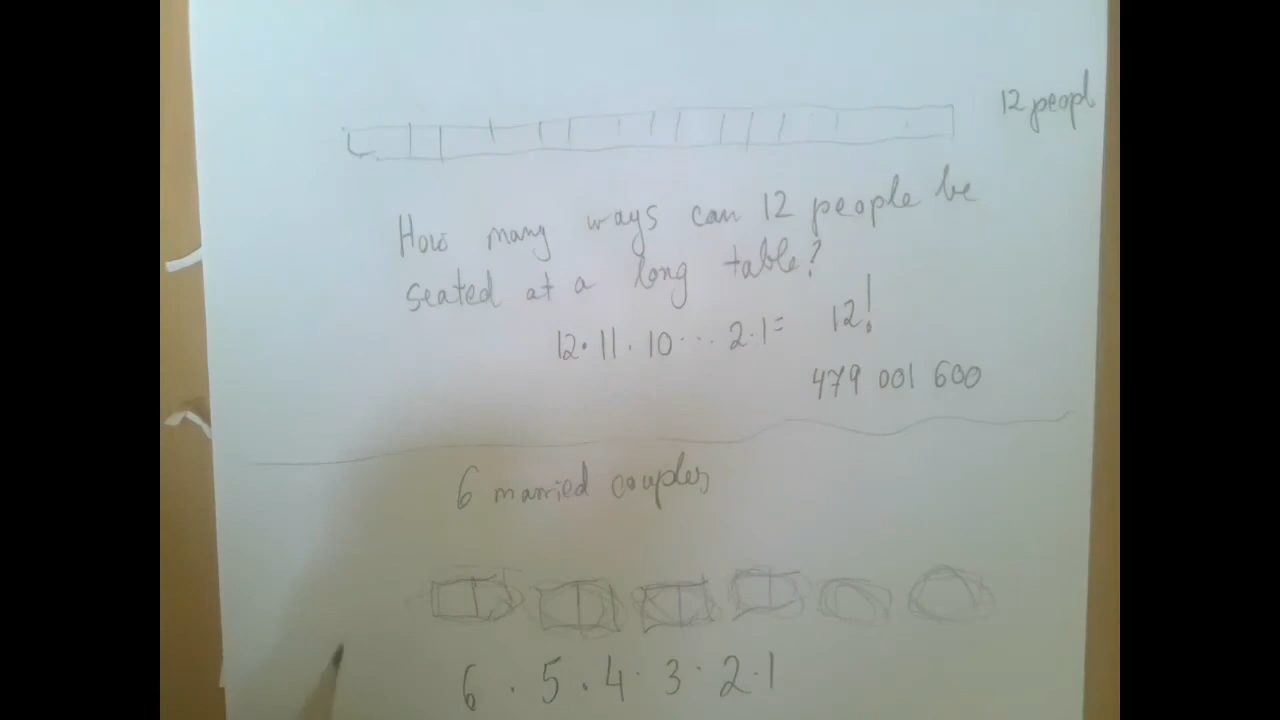 12 peopl
How many ways can 12 people be
seated at a long table?
12·11·10··· 2·1= 12!
479 001 600
6 married couples
6 · 5 · 4 · 3 · 2 · 1